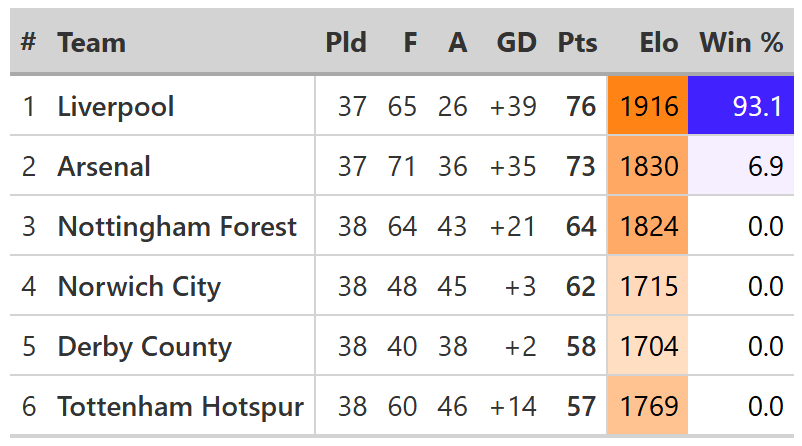 # Team Pld F A GD Pts Elo Win %
1 Liverpool 37 65 26 +39 76 1916 93.1
2 Arsenal 37 71 36 +35 73 1830 6.9
3 Nottingham Forest 38 64 43 +21 64 1824 0.0
4 Norwich City 38 48 45 +3 62 1715 0.0
5 Derby County 38 40 38 +2 58 1704 0.0
6 Tottenham Hotspur 38 60 46 +14 57 1769 0.0